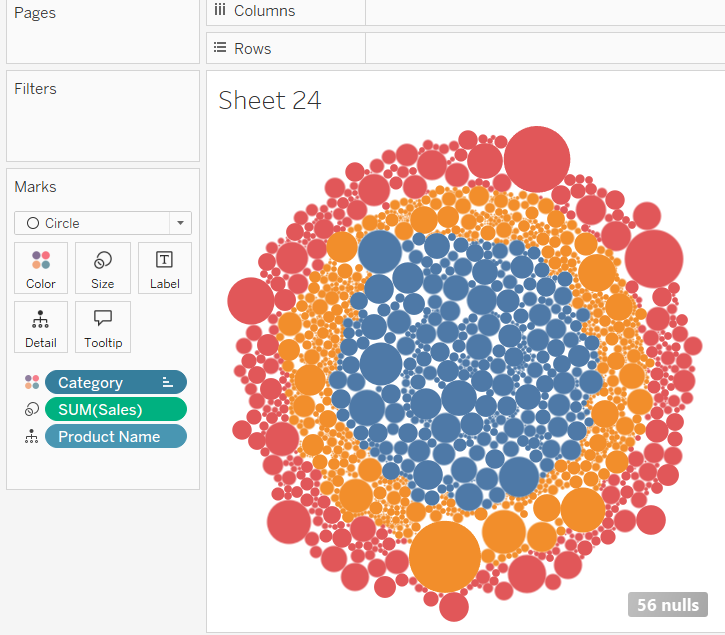 Pages
Columns
Rows
Filters
Sheet 24
Marks
Circle
Color
Size
Label
Detail
Tooltip
Category
SUM(Sales)
Product Name
56 nulls